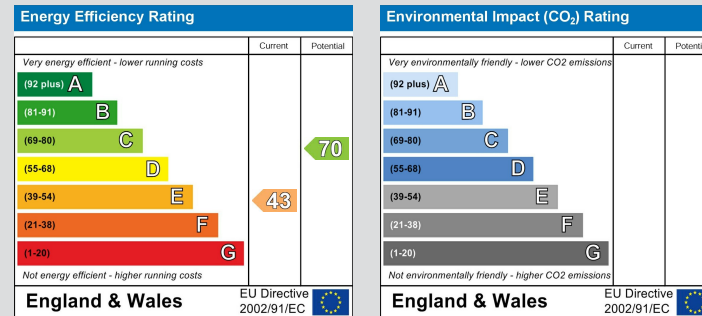 Energy Efficiency Rating
Current Potential
Very energy efficient - lower running costs
(92 plus) A
(81-91) B
(69-80) C
70
(55-68) D
(39-54) E
43
(21-38) F
(1-20) G
Not energy efficient - higher running costs
England & Wales
EU Directive
2002/91/EC
Environmental Impact (CO₂) Rating
Current Potenti
Very environmentally friendly - lower CO2 emissions
(92 plus) A
(81-91) B
(69-80) C
(55-68) D
(39-54) E
(21-38) F
(1-20) G
Not environmentally friendly - higher CO2 emissions
England & Wales
EU Directive
2002/91/EC